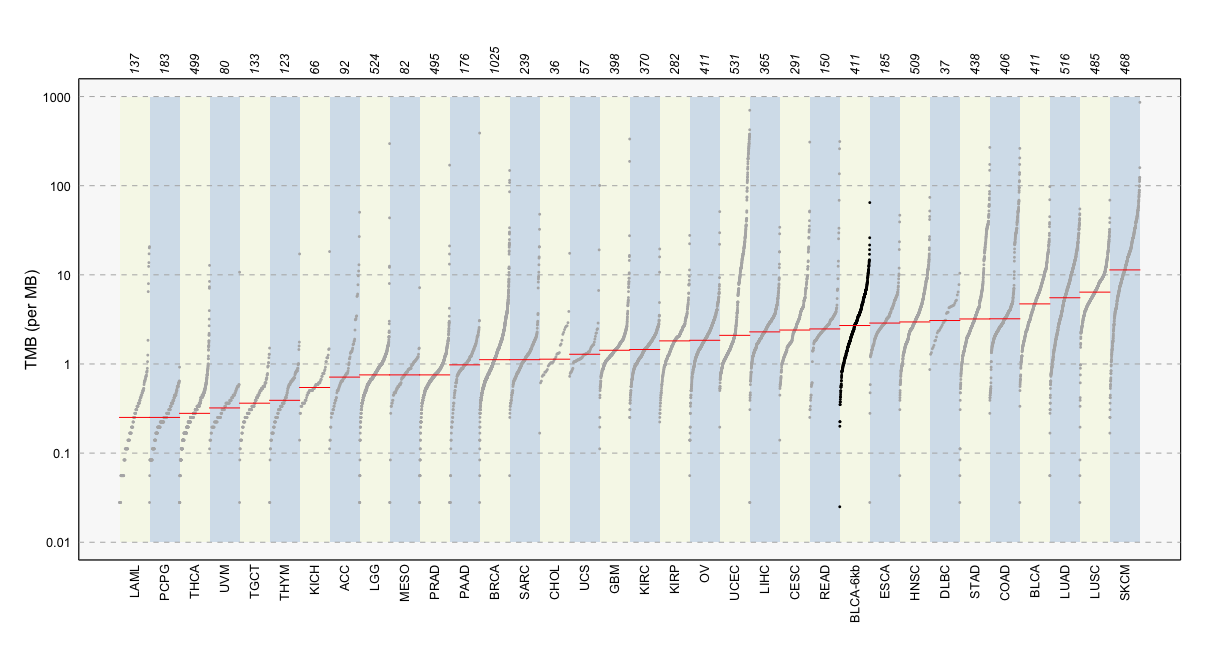 137 183 499 80 133 123 66 92 524 82 495 176 1025 239 36 57 398 370 282 411 531 365 291 150 411 185 509 37 438 406 411 516 485 468
1000
100
10
1
0.1
0.01
TMB (per MB)
LAML PCPG THCA UVM TGCT THYM KICH ACC LGG MESO PRAD PAAD BRCA SARC CHOL UCS GBM KIRC KIRP OV UCEC LIHC CESC READ BLCA-6kb ESCA HNSC DLBC STAD COAD BLCA LUAD LUSC SKCM